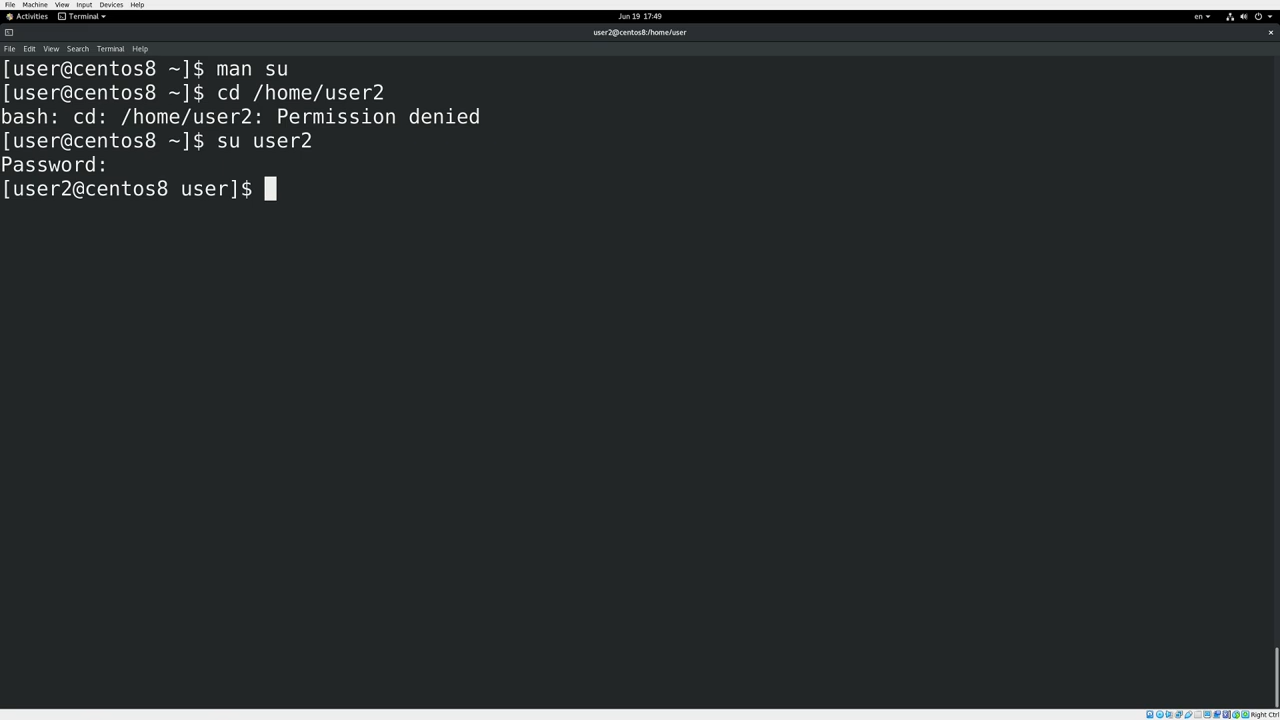 File Machine View Input Devices Help
Activities Terminal Jun 19 17:49 en
user2@centos8:/home/user
File Edit View Search Terminal Help
[user@centos8 ~]$ man su
[user@centos8 ~]$ cd /home/user2
bash: cd: /home/user2: Permission denied
[user@centos8 ~]$ su user2
Password:
[user2@centos8 user]$
Right Ctrl